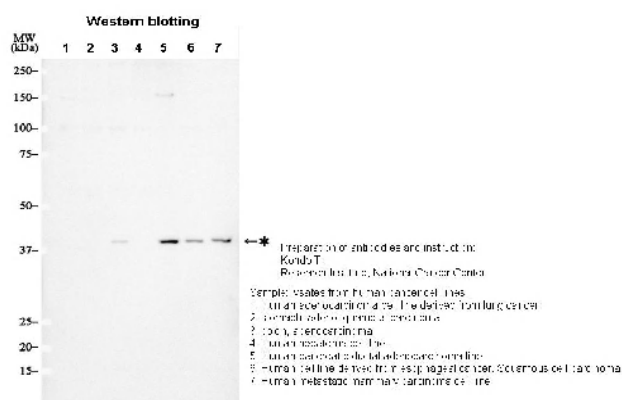 Western blotting
MW
(kDa)
1 2 3 4 5 6 7
250-
150-
100-
75-
50-
37-
25-
20-
15-
←*
Preparation of antibodies and instruction:
Kondo T
Research Institute, National Cancer Center
Sample: lysates from human cancer cell lines
1 Human adenocarcinoma cell line derived from lung cancer
2
3 colon, adenocarcinoma
4 Human cell line
5 Human pancreatic ductal adenocarcinoma line
6 Human cell line derived from esophageal cancer, Squamous cell carcinoma
7 Human metastatic mammary carcinoma cell line